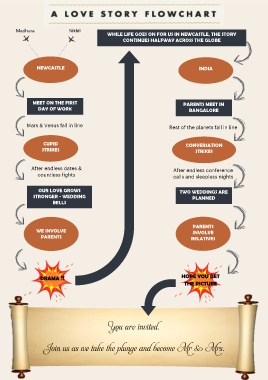 A LOVE STORY FLOWCHART
Madhura
Nikhil
NEWCASTLE
MEET ON THE FIRST
DAY OF WORK
Mars & Venus fall in line
CUPID
STRIKES
After endless dates &
countless fights
OUR LOVE GROWS
STRONGER - WEDDING
BELLS
WE INVOLVE
PARENTS
DRAMA !!
WHILE LIFE GOES ON FOR US IN NEWCASTLE, THE STORY
CONTINUES HALFWAY ACROSS THE GLOBE
INDIA
PARENTS MEET IN
BANGALORE
Rest of the planets fall in line
CONVERSATION
STRIKES
After endless conference
calls and sleepless nights
TWO WEDDINGS ARE
PLANNED
PARENTS
INVOLVE
RELATIVES
HOPE YOU GET
THE PICTURE
You are invited.
Join us as we take the plunge and become Mr & Mrs.